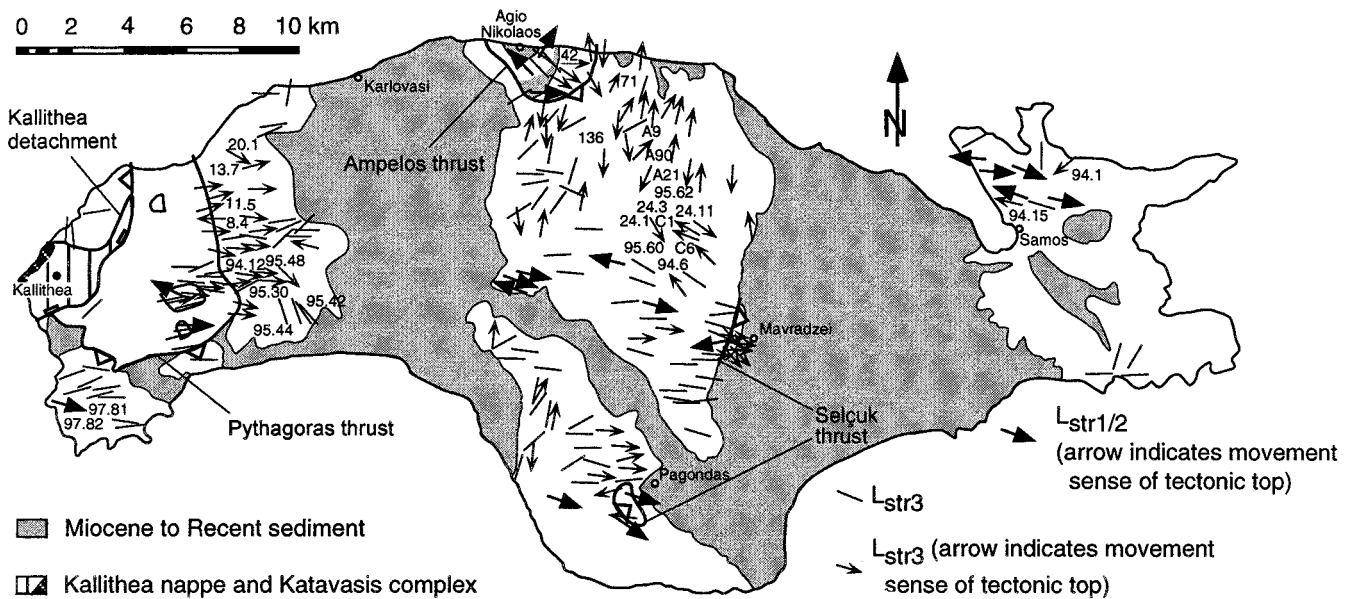 0 2 4 6 8 10 km
Agio
Nikolaos
42
Karlovasi
71
N
Kallithea
detachment
20.1
136
A9
Ampelos thrust
A90
13.7
A21
94.1
95.62
11.5
24.3
24.11
94.15
8.4
24.1
C1
Samos
95.60
C6
94.12
95.48
94.6
Kallithea
95.30
95.42
95.44
Mavradzei
97.81
97.82
Pythagoras thrust
Selçuk
thrust
Lstr1/2
(arrow indicates movement
sense of tectonic top)
Pagondas
Lstr3
Miocene to Recent sediment
Lstr3 (arrow indicates movement
sense of tectonic top)
Kallithea nappe and Katavasis complex